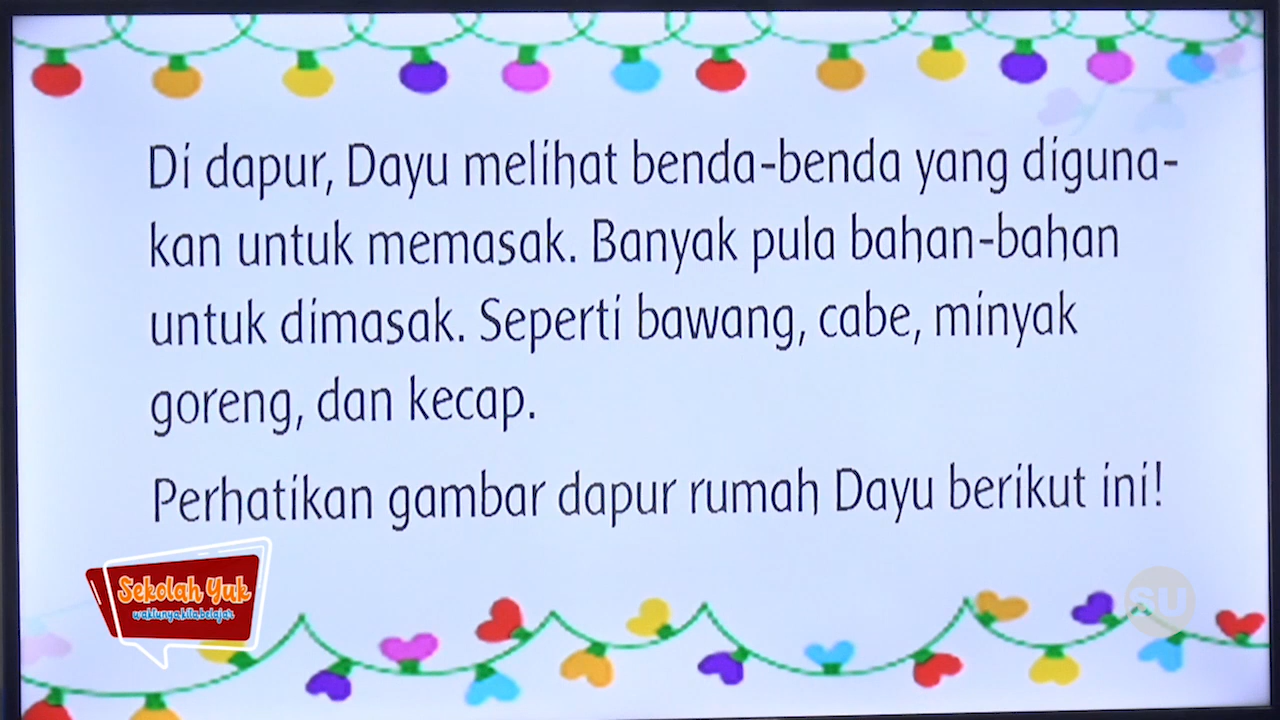 Di dapur, Dayu melihat benda-benda yang diguna-
kan untuk memasak. Banyak pula bahan-bahan
untuk dimasak. Seperti bawang, cabe, minyak
goreng, dan kecap.
Perhatikan gambar dapur rumah Dayu berikut ini!
Sekolah Yuk
waktunya kita belajar
SU